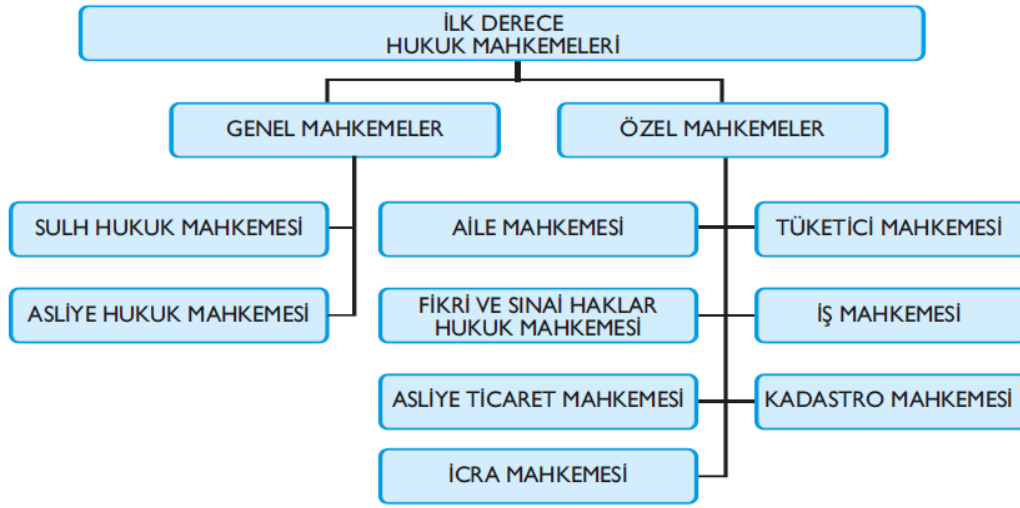 İLK DERECE
HUKUK MAHKEMELERİ
GENEL MAHKEMELER
ÖZEL MAHKEMELER
SULH HUKUK MAHKEMESİ
AİLE MAHKEMESİ
TÜKETİCİ MAHKEMESİ
ASLİYE HUKUK MAHKEMESİ
FİKRİ VE SINAİ HAKLAR
HUKUK MAHKEMESİ
İŞ MAHKEMESİ
ASLİYE TİCARET MAHKEMESİ
KADASTRO MAHKEMESİ
İCRA MAHKEMESİ